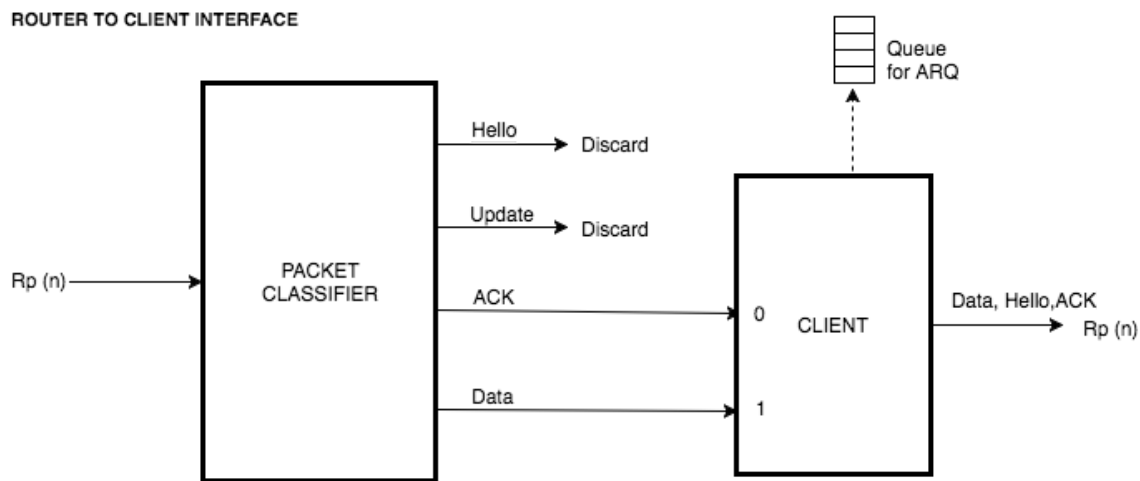 ROUTER TO CLIENT INTERFACE
Queue
for ARQ
Hello
Discard
Update
Discard
Rp (n)
PACKET
CLASSIFIER
ACK
0
CLIENT
Data, Hello,ACK
Rp (n)
Data
1